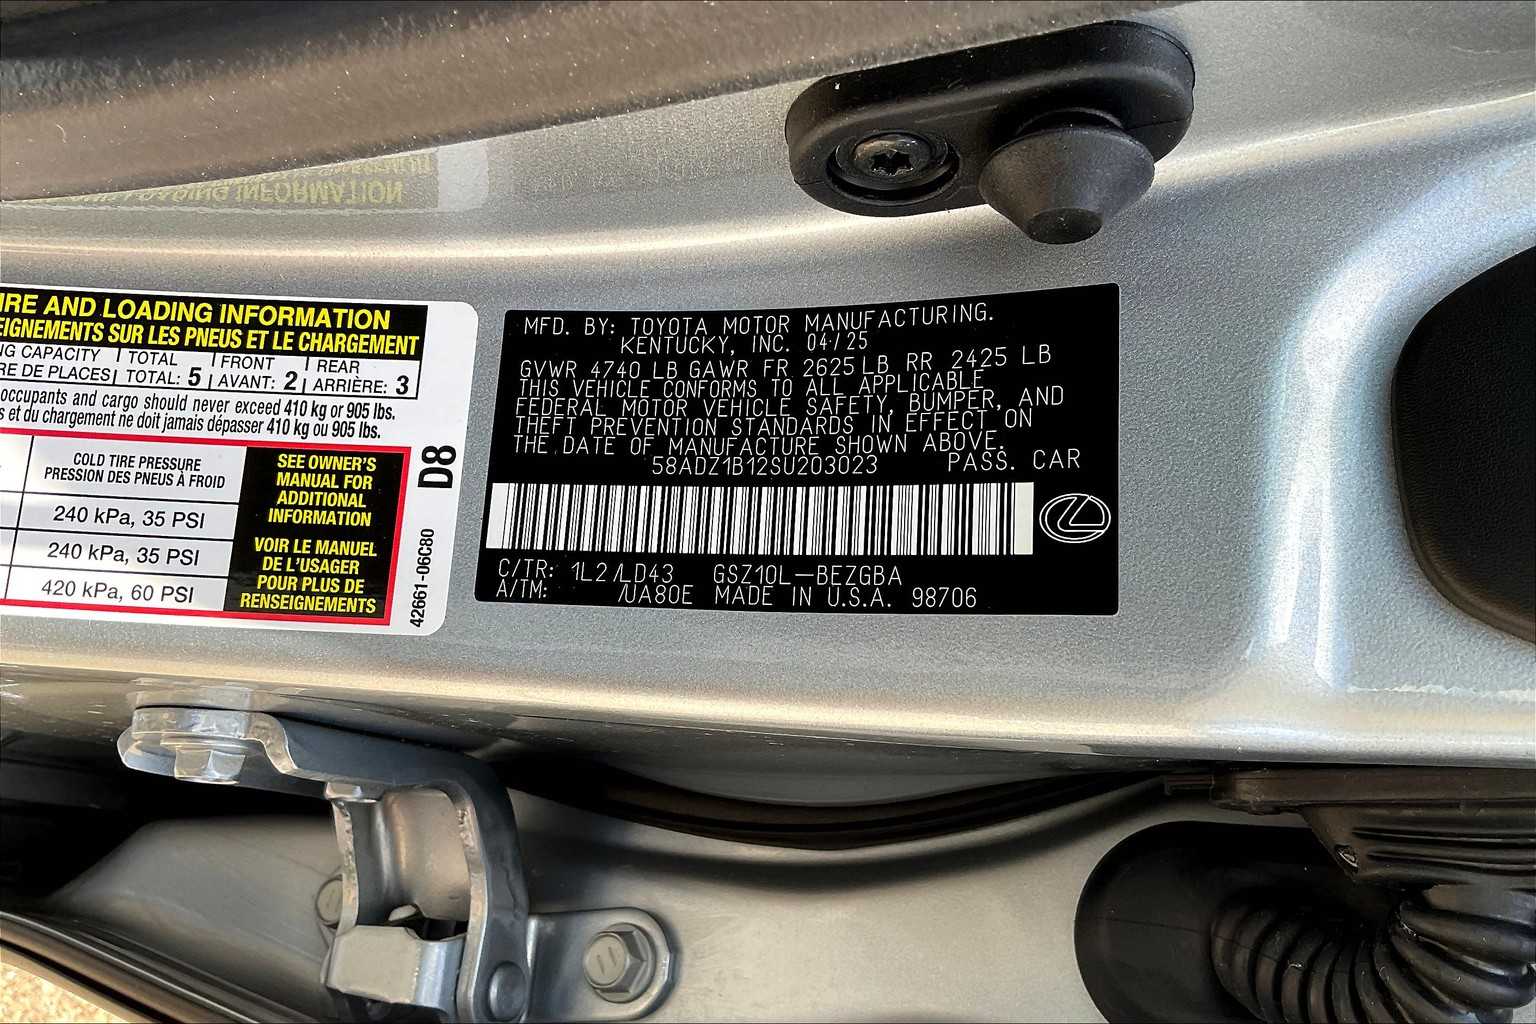 IRE AND LOADING INFORMATION
EIGNEMENTS SUR LES PNEUS ET LE CHARGEMENT
NG CAPACITY TOTAL FRONT REAR
RE DE PLACES TOTAL: 5 AVANT: 2 ARRIÈRE: 3
occupants and cargo should never exceed 410 kg or 905 lbs.
s et du chargement ne doit jamais dépasser 410 kg ou 905 lbs.
COLD TIRE PRESSURE
PRESSION DES PNEUS À FROID
240 kPa, 35 PSI
240 kPa, 35 PSI
420 kPa, 60 PSI
SEE OWNER'S
MANUAL FOR
ADDITIONAL
INFORMATION
VOIR LE MANUEL
DE L'USAGER
POUR PLUS DE
RENSEIGNEMENTS
D8
42661-06C80
MFD. BY: TOYOTA MOTOR MANUFACTURING.
KENTUCKY, INC. 04/25
GVWR 4740 LB GAWR FR 2625 LB RR 2425 LB
THIS VEHICLE CONFORMS TO ALL APPLICABLE
FEDERAL MOTOR VEHICLE SAFETY, BUMPER, AND
THEFT PREVENTION STANDARDS IN EFFECT ON
THE DATE OF MANUFACTURE SHOWN ABOVE.
58ADZ1B12SU203023 PASS. CAR
C/TR: 1L2/LD43 GSZ10L-BEZGBA
A/TM: /UA80E MADE IN U.S.A. 98706